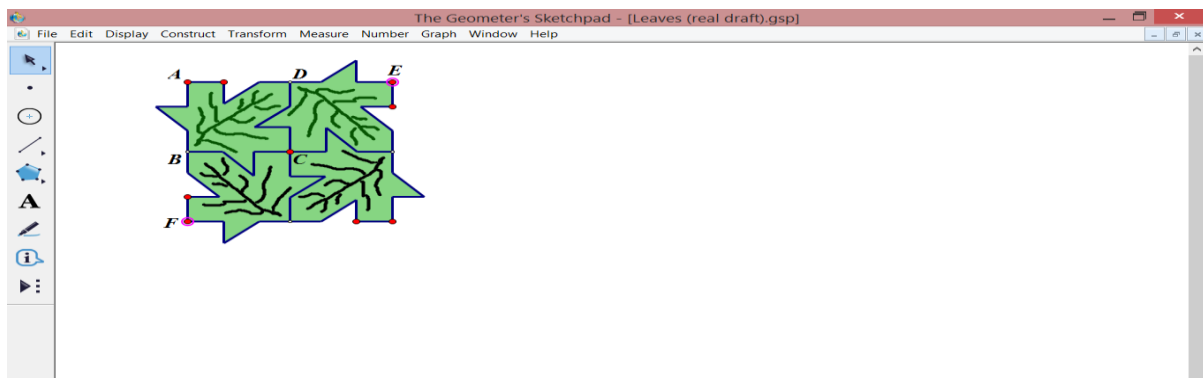 The Geometer's Sketchpad - [Leaves (real draft).gsp]
File Edit Display Construct Transform Measure Number Graph Window Help
A D E
B C
F
A